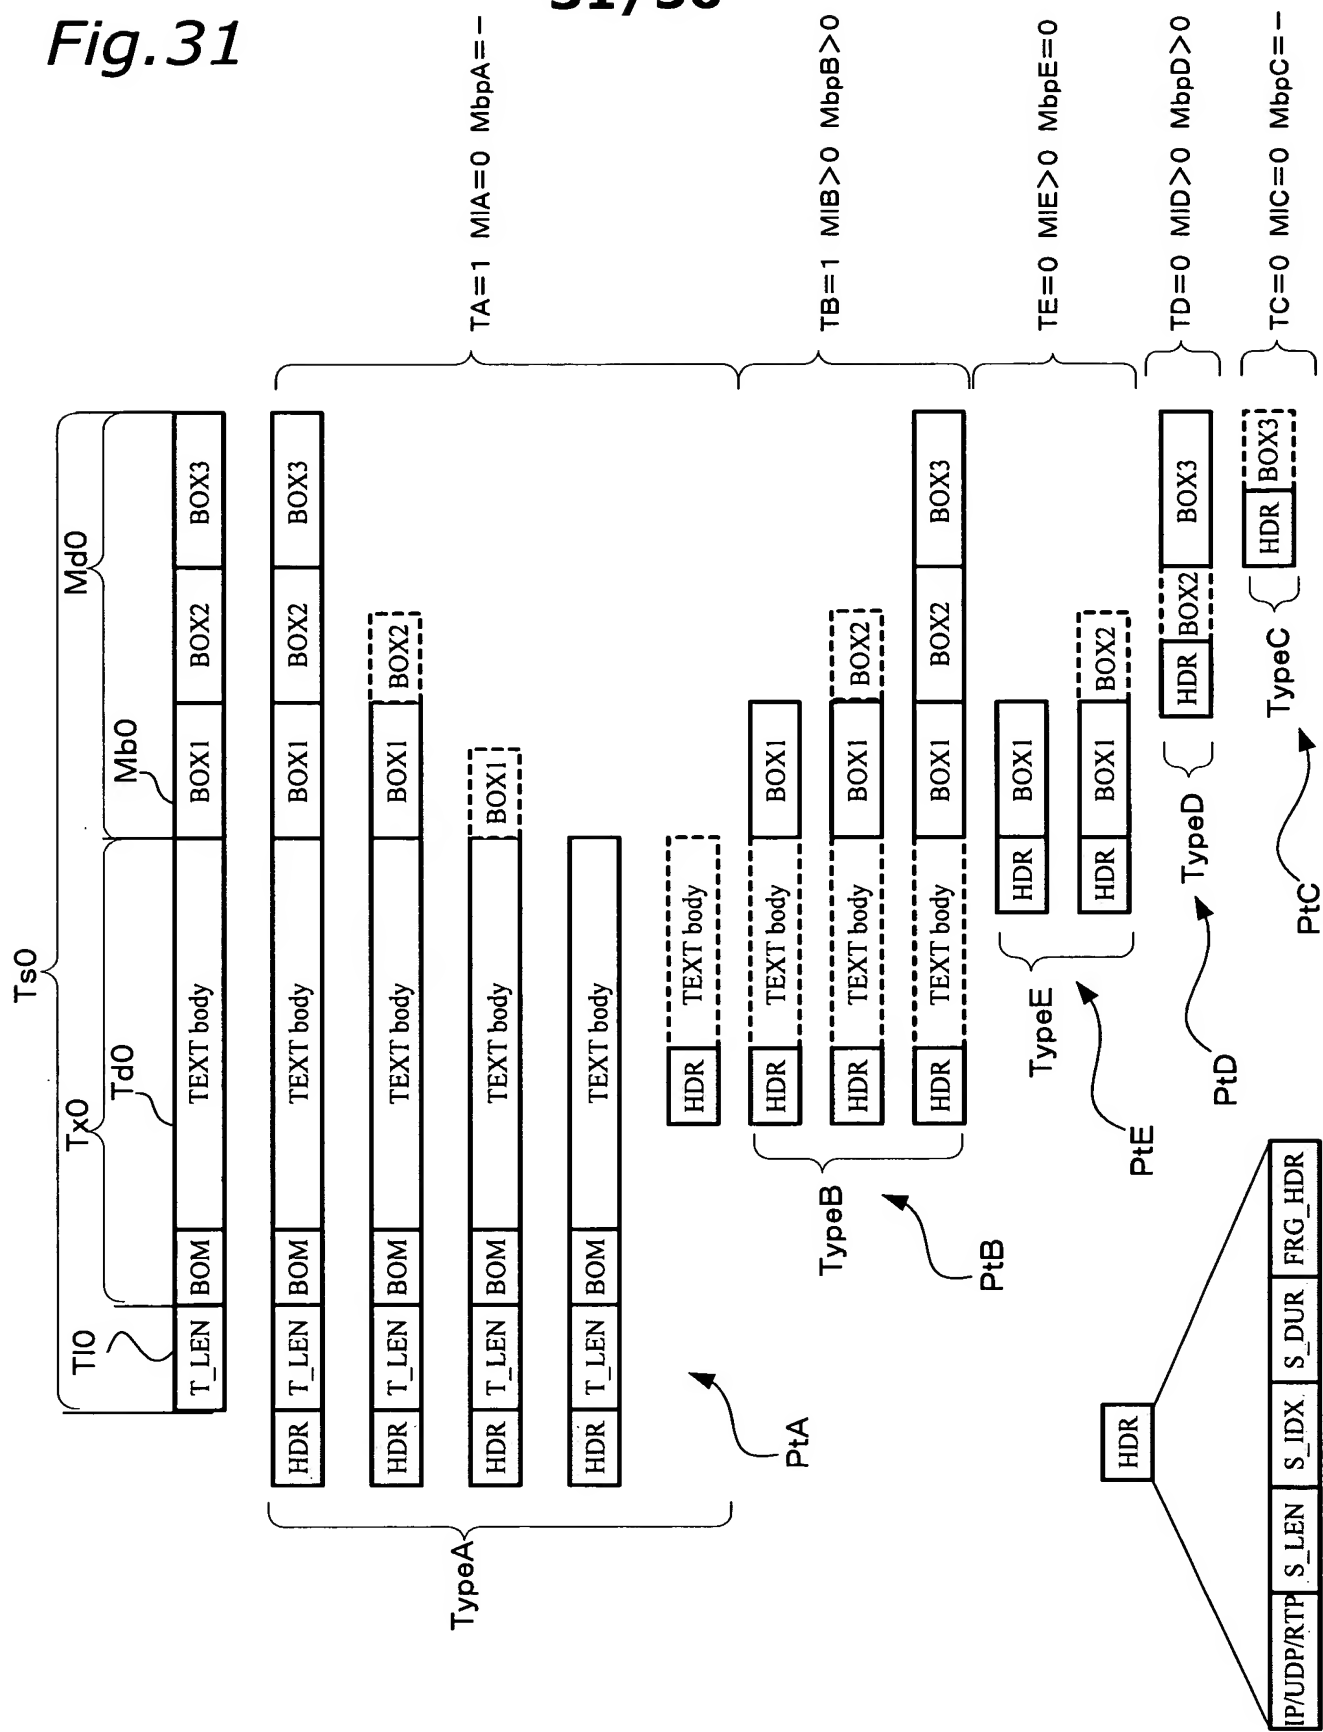 Fig.31
Ts0
Tx0
Md0
Tl0
Td0
Mb0
T_LEN BOM TEXT body BOX1 BOX2 BOX3
TypeA
HDR T_LEN BOM TEXT body BOX1 BOX2 BOX3
TA=1 MIA=0 MbpA=-
HDR T_LEN BOM TEXT body BOX1 BOX2
HDR T_LEN BOM TEXT body BOX1
HDR T_LEN BOM TEXT body
HDR TEXT body
PtA
TypeB
HDR TEXT body BOX1
TB=1 MIB>0 MbpB>0
HDR TEXT body BOX1 BOX2
HDR TEXT body BOX1 BOX2 BOX3
PtB
TypeE
HDR BOX1
TE=0 MIE>0 MbpE=0
HDR BOX1 BOX2
PtE
TypeD
HDR BOX2 BOX3
TD=0 MID>0 MbpD>0
PtD
TypeC
HDR BOX3
TC=0 MIC=0 MbpC=-
PtC
HDR
IP/UDP/RTP S_LEN S_IDX S_DUR FRG_HDR